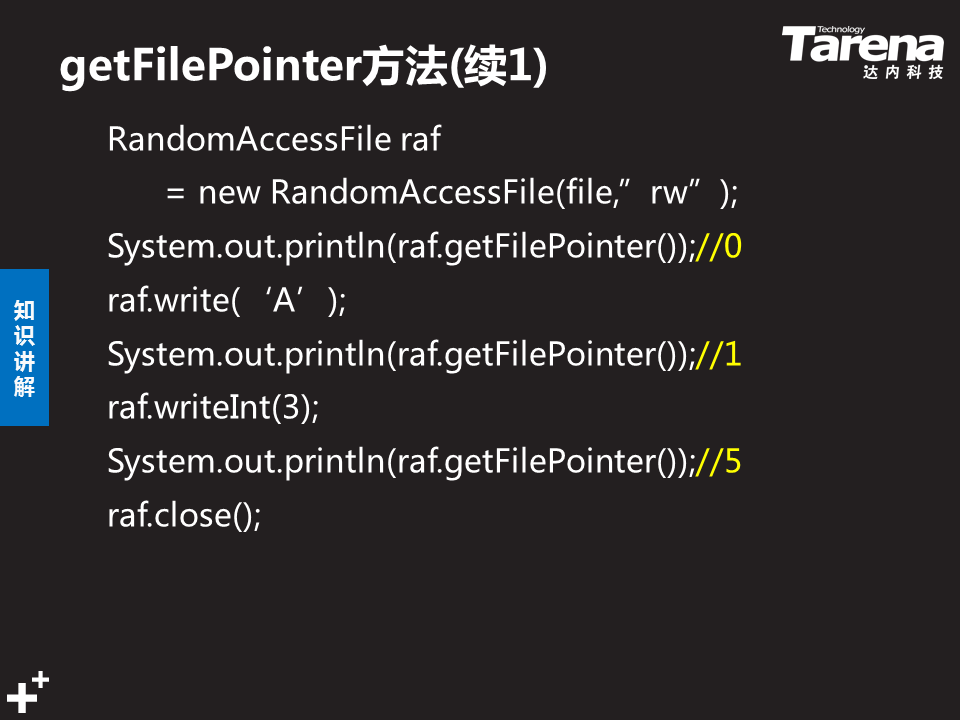 getFilePointer方法(续1)
Technology
Tarena
达内科技
RandomAccessFile raf
= new RandomAccessFile(file,”rw”);
System.out.println(raf.getFilePointer());//0
raf.write(‘A’);
System.out.println(raf.getFilePointer());//1
raf.writeInt(3);
System.out.println(raf.getFilePointer());//5
raf.close();
知
识
讲
解